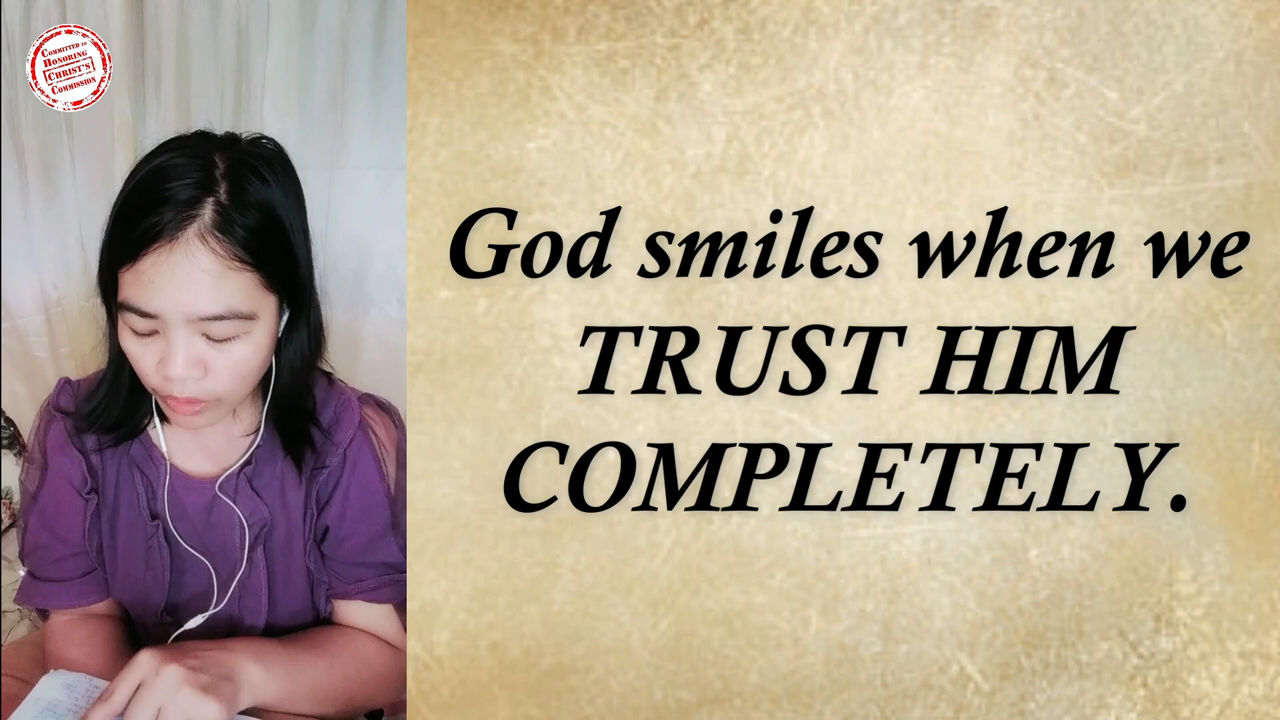 COMMITTED TO
HONORING
CHRIST'S
COMMISSION
God smiles when we
TRUST HIM
COMPLETELY.